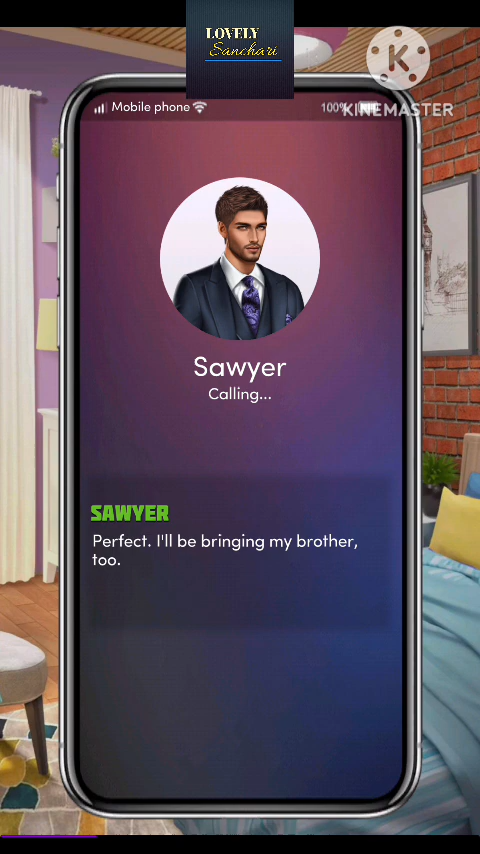 LOVELY
Sanchari
K
KINEMASTER
Mobile phone
100%
Sawyer
Calling...
SAWYER
Perfect. I'll be bringing my brother,
too.